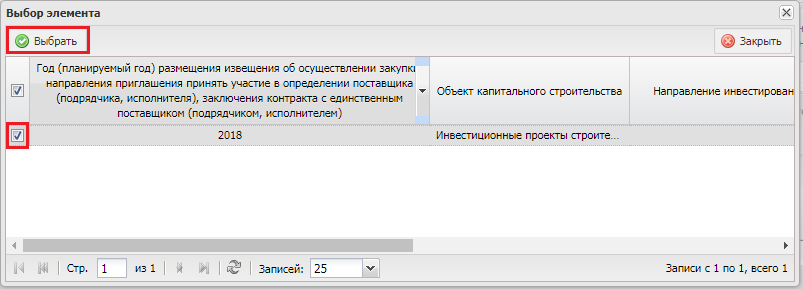 Выбор элемента
Выбрать
Закрыть
Год (планируемый год) размещения извещения об осуществлении закупки
направления приглашения принять участие в определении поставщика
(подрядчика, исполнителя), заключения контракта с единственным
поставщиком (подрядчиком, исполнителем)
Объект капитального строительства
Направление инвестирован
2018
Инвестиционные проекты строите...
Стр. 1 из 1
Записей: 25
Записи с 1 по 1, всего 1